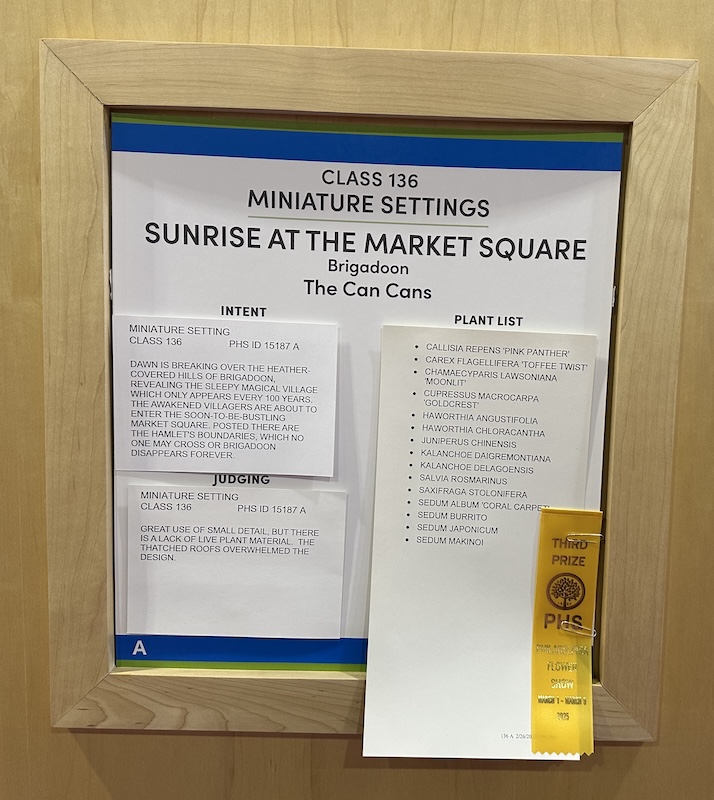 CLASS 136
MINIATURE SETTINGS
SUNRISE AT THE MARKET SQUARE
Brigadoon
The Can Cans
INTENT
MINIATURE SETTING
CLASS 136 PHS ID 15187 A
DAWN IS BREAKING OVER THE HEATHER-
COVERED HILLS OF BRIGADOON,
REVEALING THE SLEEPY MAGICAL VILLAGE
WHICH ONLY APPEARS EVERY 100 YEARS.
THE AWAKENED VILLAGERS ARE ABOUT TO
ENTER THE SOON-TO-BE-BUSTLING
MARKET SQUARE. POSTED THERE ARE
THE HAMLET'S BOUNDARIES, WHICH NO
ONE MAY CROSS OR BRIGADOON
DISAPPEARS FOREVER.
JUDGING
MINIATURE SETTING
CLASS 136 PHS ID 15187 A
GREAT USE OF SMALL DETAIL, BUT THERE
IS A LACK OF LIVE PLANT MATERIAL. THE
THATCHED ROOFS OVERWHELMED THE
DESIGN.
A
PLANT LIST
• CALLISIA REPENS 'PINK PANTHER'
• CAREX FLAGELLIFERA 'TOFFEE TWIST'
• CHAMAECYPARIS LAWSONIANA
'MOONLIT'
• CUPRESSUS MACROCARPA
'GOLDCREST'
• HAWORTHIA ANGUSTIFOLIA
• HAWORTHIA CHLORACANTHA
• JUNIPERUS CHINENSIS
• KALANCHOE DAIGREMONTIANA
• KALANCHOE DELAGOENSIS
• SALVIA ROSMARINUS
• SAXIFRAGA STOLONIFERA
• SEDUM ALBUM 'CORAL CARPET'
• SEDUM BURRITO
• SEDUM JAPONICUM
• SEDUM MAKINOI
THIRD
PRIZE
PHS
FLOWER
SHOW
MARCH 1 - MARCH 9
2025
136 A